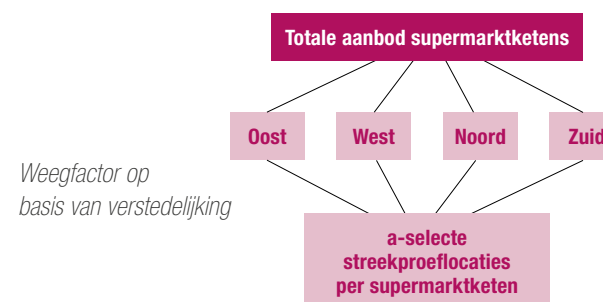 Totale aanbod supermarktketens
Oost West Noord Zuid
Weegfactor op
basis van verstedelijking
a-selecte
streekproeflocaties
per supermarktketen